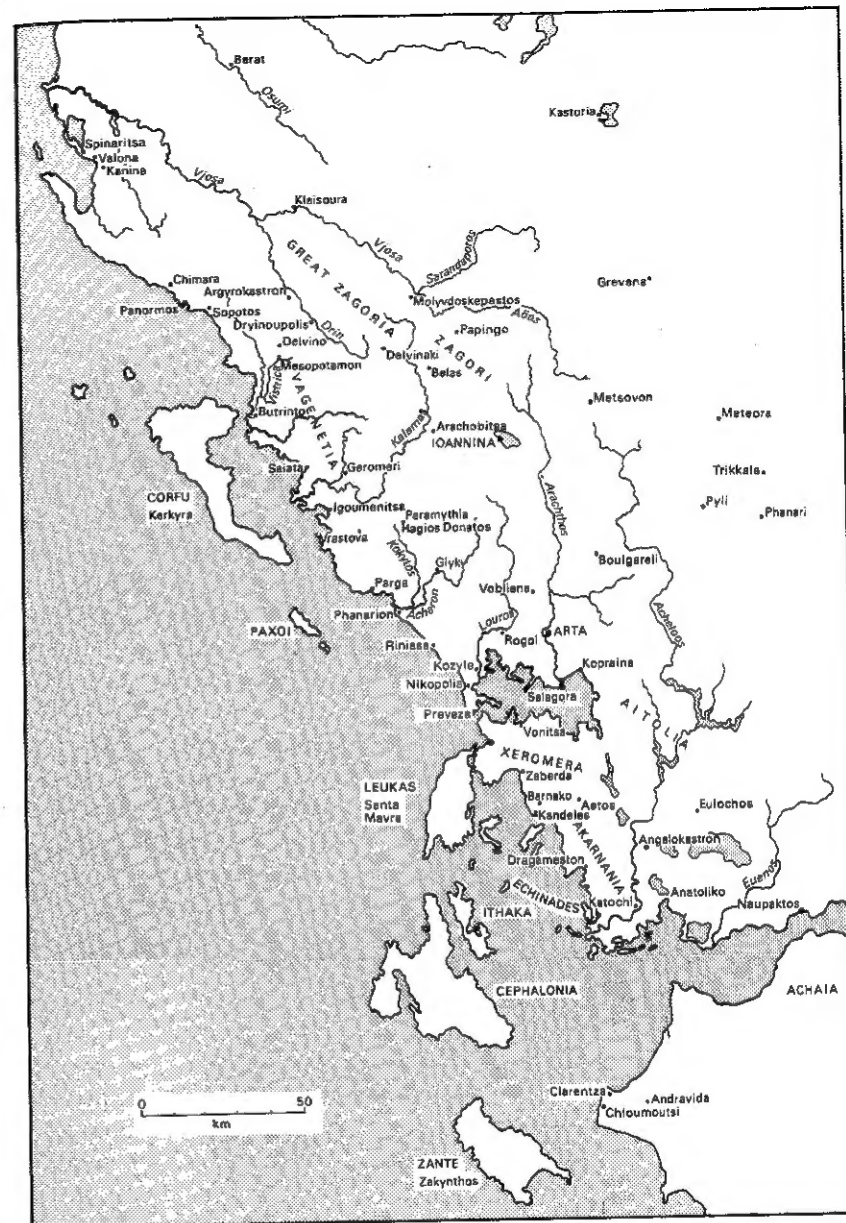 Berat
Osumi
Kastoria
Spinaritsa
Valona
Kanina
Vjosa
Kleisoura
Vjosa
Sarandaporos
GREAT ZAGORIA
Grevena
Chimara
Argyrokastron
Molyvdoskepastos
Aöos
Panormos
Sopotos
Dryinoupolis
Drin
Papingo
Delvino
ZAGORI
Delvinaki
Mesopotamon
Velas
Vistrica
VAGENETIA
Metsovon
Butrinto
Meteora
Kalamas
Arachobitsa
IOANNINA
Saiata
Geromeri
Trikkala
CORFU
Kerkyra
Arachthos
Pyli
Phanari
Igoumenitsa
Paramythia
Hagios Donatos
Vrastova
Kokytos
Boulgareli
Glyki
Parga
Vobliana
Acheron
Acheloos
Phanarion
Louros
PAXOI
Rogoi
ARTA
Riniasa
Kozyle
Kopraina
Nikopolis
Salagora
Preveza
AITOLIA
Vonitsa
XEROMERA
Zaberda
LEUKAS
Santa
Mavra
Barnako
Aetos
Eulochos
Kandeles
AKARNANIA
Angelokastron
Dragameston
Euenos
ECHINADES
Anatoliko
Katochi
Naupaktos
ITHAKA
CEPHALONIA
ACHAIA
Clarentza
Andravida
0 50
km
Chloumoutsi
ZANTE
Zakynthos